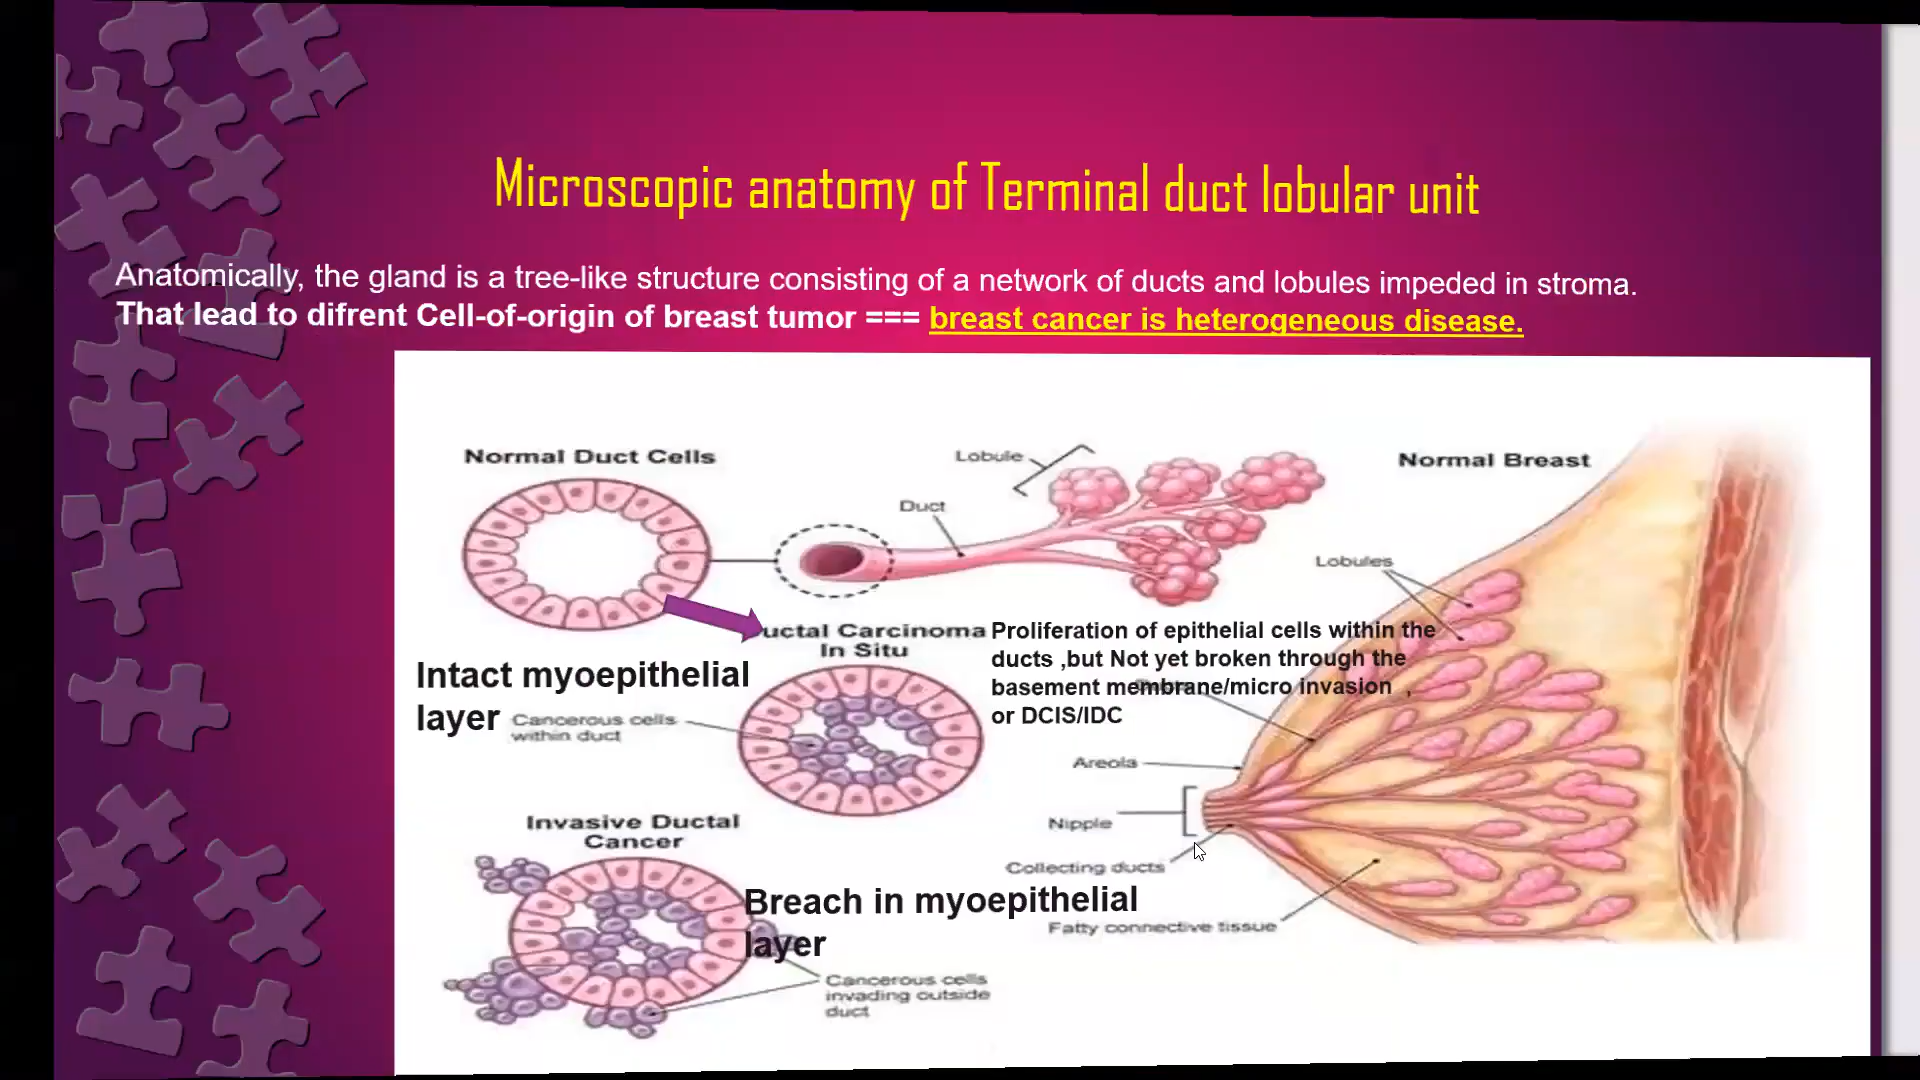 Microscopic anatomy of Terminal duct lobular unit
Anatomically, the gland is a tree-like structure consisting of a network of ducts and lobules impeded in stroma.
That lead to difrent Cell-of-origin of breast tumor === breast cancer is heterogeneous disease.
Normal Duct Cells
Lobule
Duct
Normal Breast
Lobules
uctal Carcinoma
In Situ
Proliferation of epithelial cells within the
ducts ,but Not yet broken through the
basement membrane/micro invasion ,
or DCIS/IDC
Intact myoepithelial
layer
Cancerous cells
within duct
Areola
Nipple
Collecting ducts
Fatty connective tissue
Invasive Ductal
Cancer
Breach in myoepithelial
layer
Cancerous cells
invading outside
duct